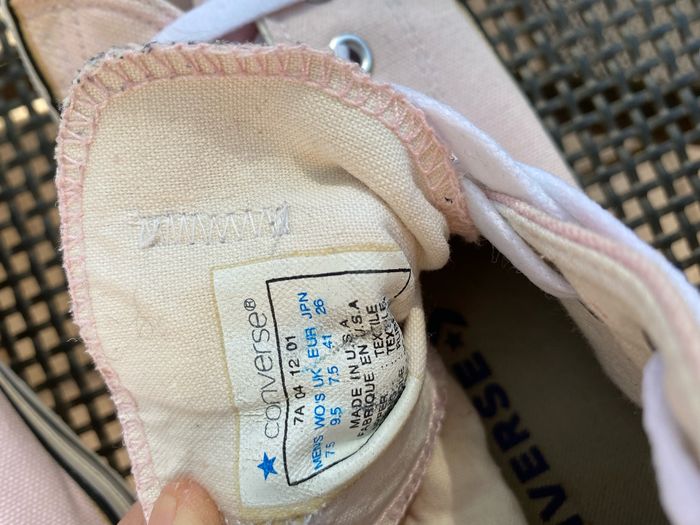 converse®
7A 04 12 01
MEN'S WO'S UK EUR JPN
7.5 9.5 7.5 41 26
MADE IN U.S.A
FABRIQUE EN U.S.A
TEXTILE
VERSE